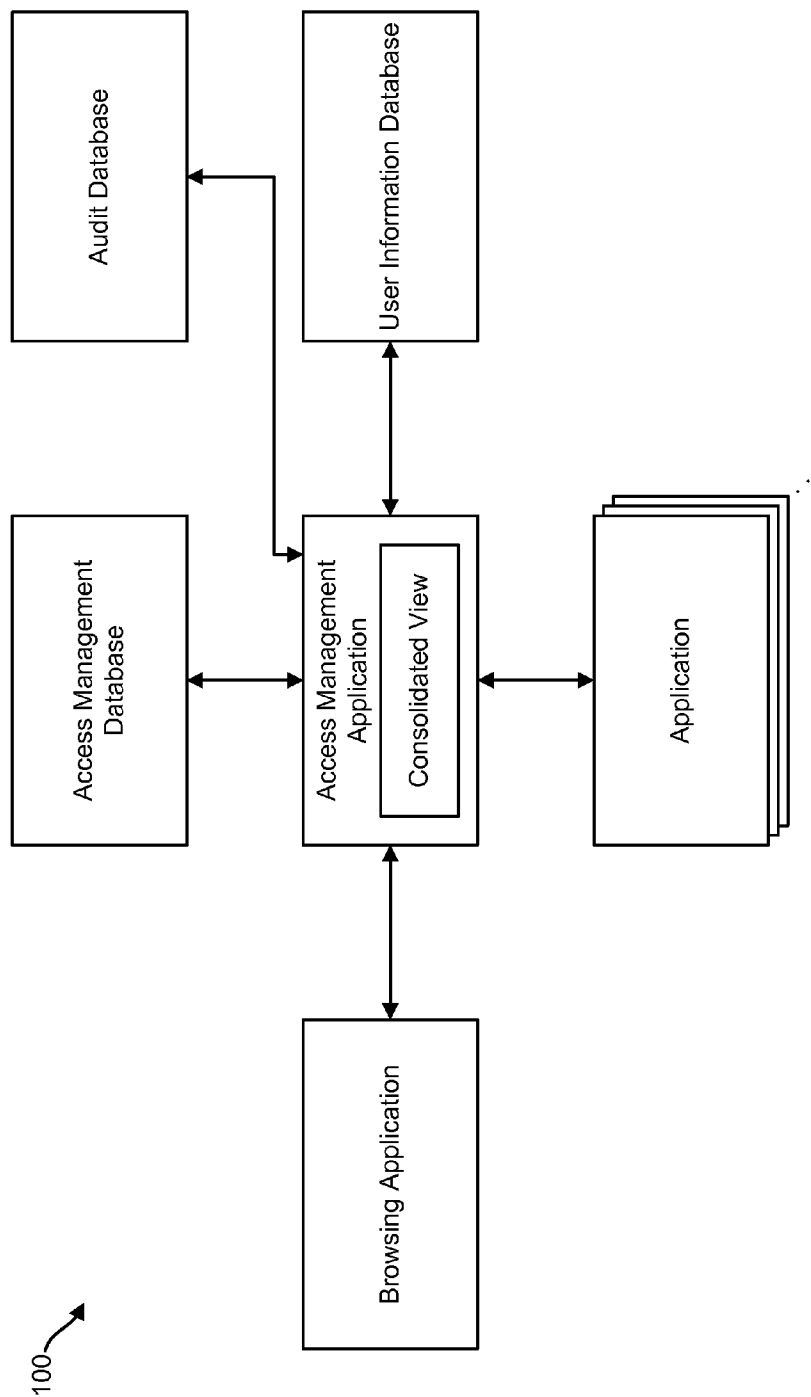 100
Access Management
Database
Audit Database
Browsing Application
Access Management
Application
Consolidated View
User Information Database
Application
. . .